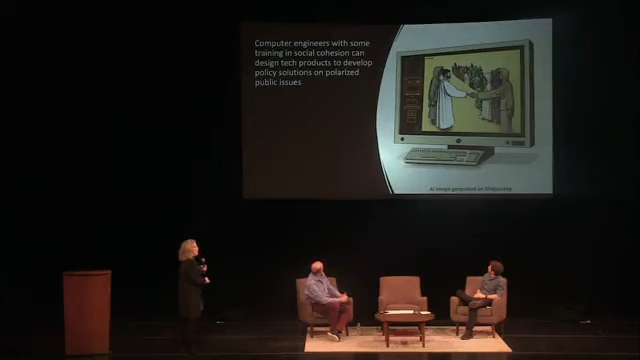 Computer engineers with some
training in social cohesion can
design tech products to develop
policy solutions on polarized
public issues
AI image generated on Midjourney